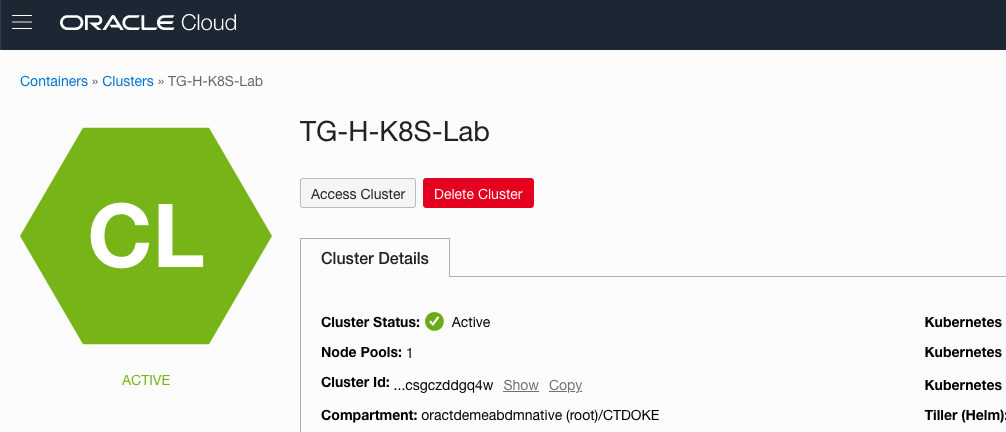 ORACLE Cloud
Containers » Clusters » TG-H-K8S-Lab
TG-H-K8S-Lab
Access Cluster Delete Cluster
CL
ACTIVE
Cluster Details
Cluster Status: Active Kubernetes
Node Pools: 1 Kubernetes
Cluster Id: ...csgczddgq4w Show Copy Kubernetes
Compartment: oractdemeabdmnative (root)/CTDOKE Tiller (Helm):